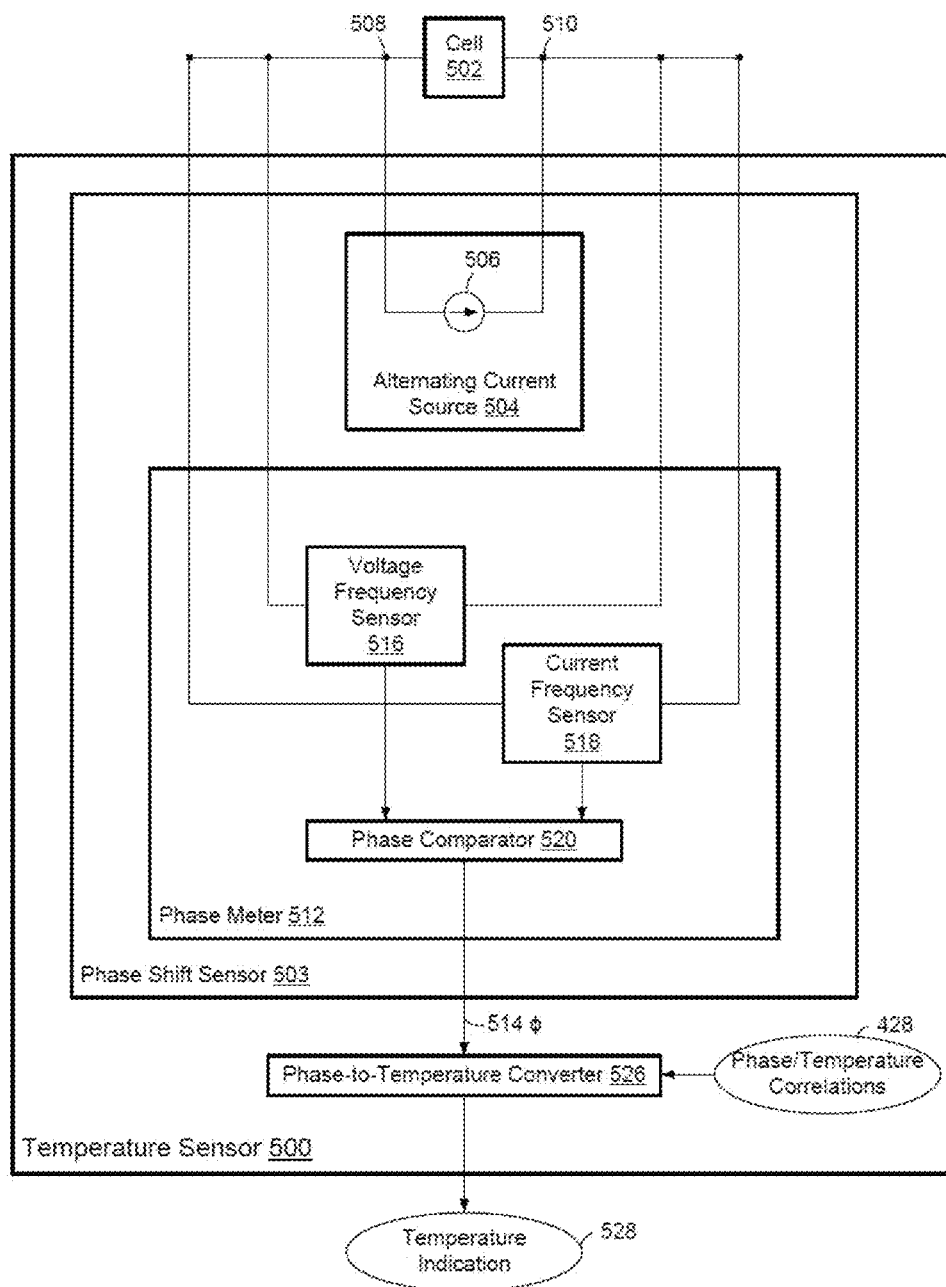 508
510
Cell
502
506
Alternating Current
Source 504
Voltage
Frequency
Sensor
516
Current
Frequency
Sensor
518
Phase Comparator 520
Phase Meter 512
Phase Shift Sensor 503
514 ϕ
428
Phase-to-Temperature Converter 526
Phase/Temperature
Correlations
Temperature Sensor 500
Temperature
Indication
528